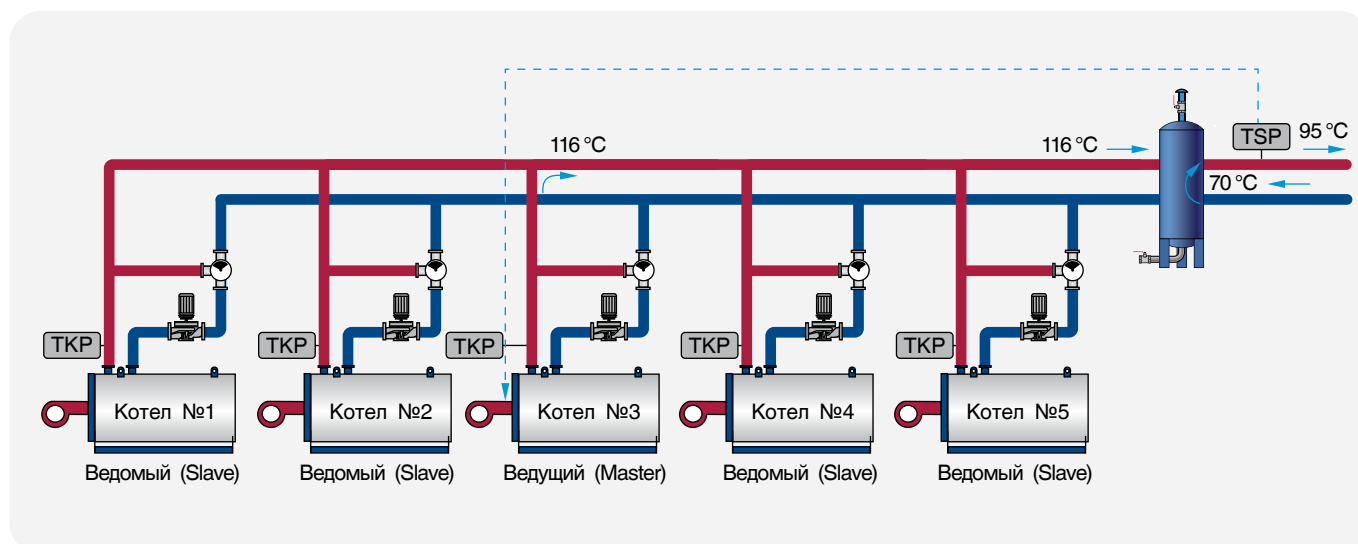 116 °C
116 °C
TSP
95 °C
70 °C
TKP
TKP
TKP
TKP
TKP
Котел №1
Котел №2
Котел №3
Котел №4
Котел №5
Ведомый (Slave)
Ведомый (Slave)
Ведущий (Master)
Ведомый (Slave)
Ведомый (Slave)